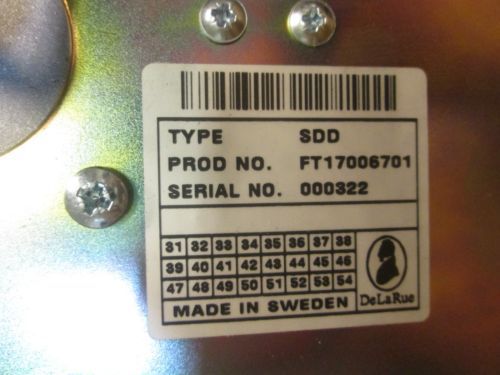 TYPE SDD
PROD NO. FT17006701
SERIAL NO. 000322
31 32 33 34 35 36 37 38
39 40 41 42 43 44 45 46
47 48 49 50 51 52 53 54
DeLaRue
MADE IN SWEDEN